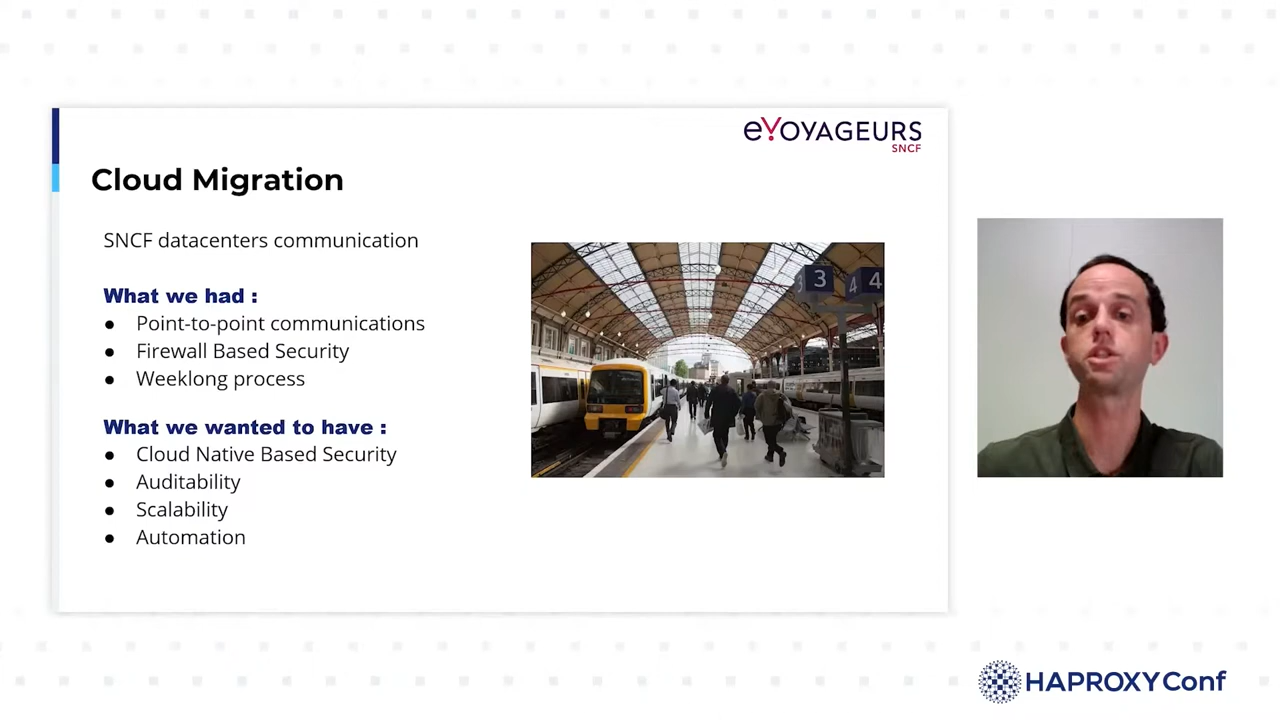 eVOYAGEURS
SNCF
Cloud Migration
SNCF datacenters communication
What we had :
● Point-to-point communications
● Firewall Based Security
● Weeklong process
What we wanted to have :
● Cloud Native Based Security
● Auditability
● Scalability
● Automation
3 3 4 4
HAPROXYConf